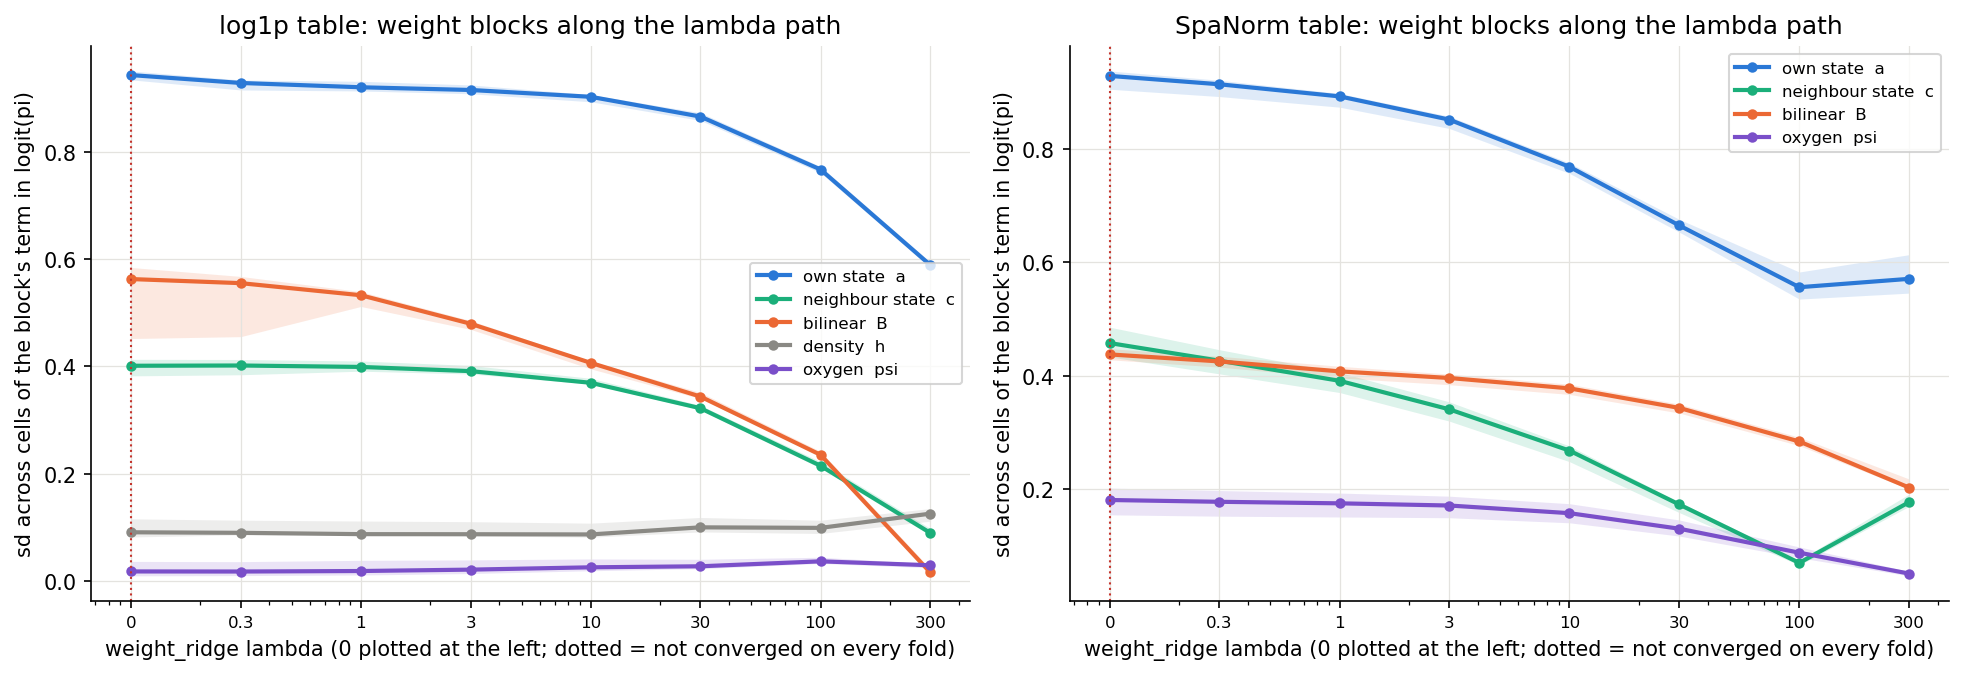 log1p table: weight blocks along the lambda path
sd across cells of the block's term in logit(pi)
0.8
0.6
0.4
0.2
0.0
own state  a
neighbour state  c
bilinear  B
density  h
oxygen  psi
0 0.3 1 3 10 30 100 300
weight_ridge lambda (0 plotted at the left; dotted = not converged on every fold)
SpaNorm table: weight blocks along the lambda path
sd across cells of the block's term in logit(pi)
0.8
0.6
0.4
0.2
own state  a
neighbour state  c
bilinear  B
oxygen  psi
0 0.3 1 3 10 30 100 300
weight_ridge lambda (0 plotted at the left; dotted = not converged on every fold)